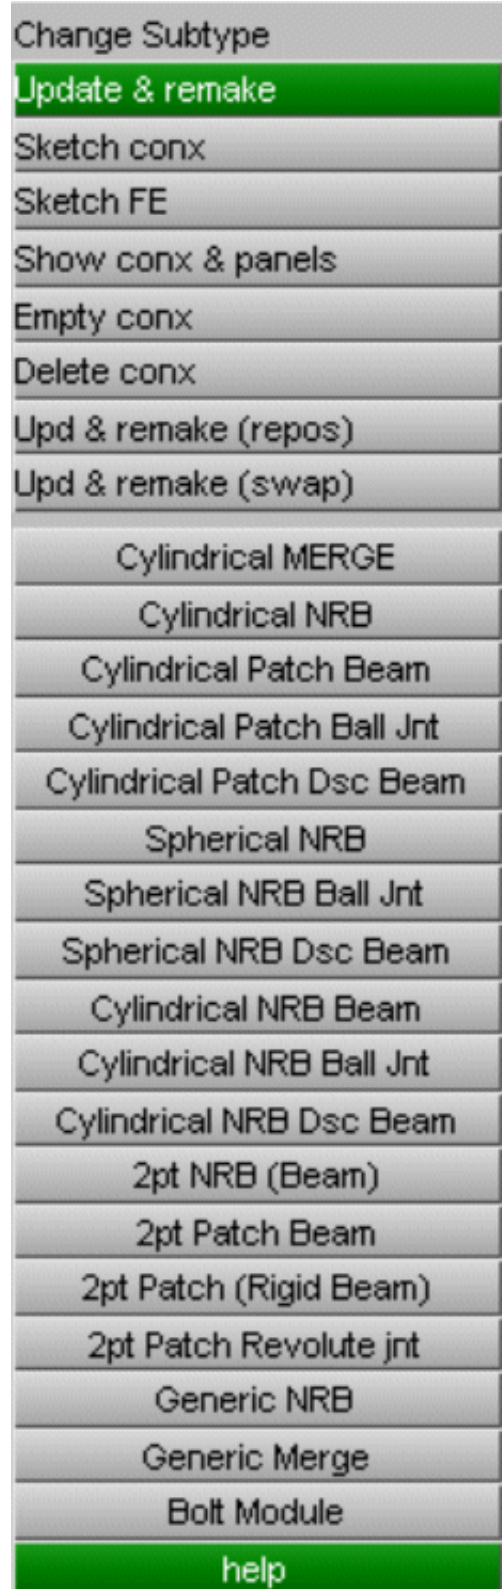 Change Subtype
Update & remake
Sketch conx
Sketch FE
Show conx & panels
Empty conx
Delete conx
Upd & remake (repos)
Upd & remake (swap)
Cylindrical MERGE
Cylindrical NRB
Cylindrical Patch Beam
Cylindrical Patch Ball Jnt
Cylindrical Patch Dsc Beam
Spherical NRB
Spherical NRB Ball Jnt
Spherical NRB Dsc Beam
Cylindrical NRB Beam
Cylindrical NRB Ball Jnt
Cylindrical NRB Dsc Beam
2pt NRB (Beam)
2pt Patch Beam
2pt Patch (Rigid Beam)
2pt Patch Revolute jnt
Generic NRB
Generic Merge
Bolt Module
help